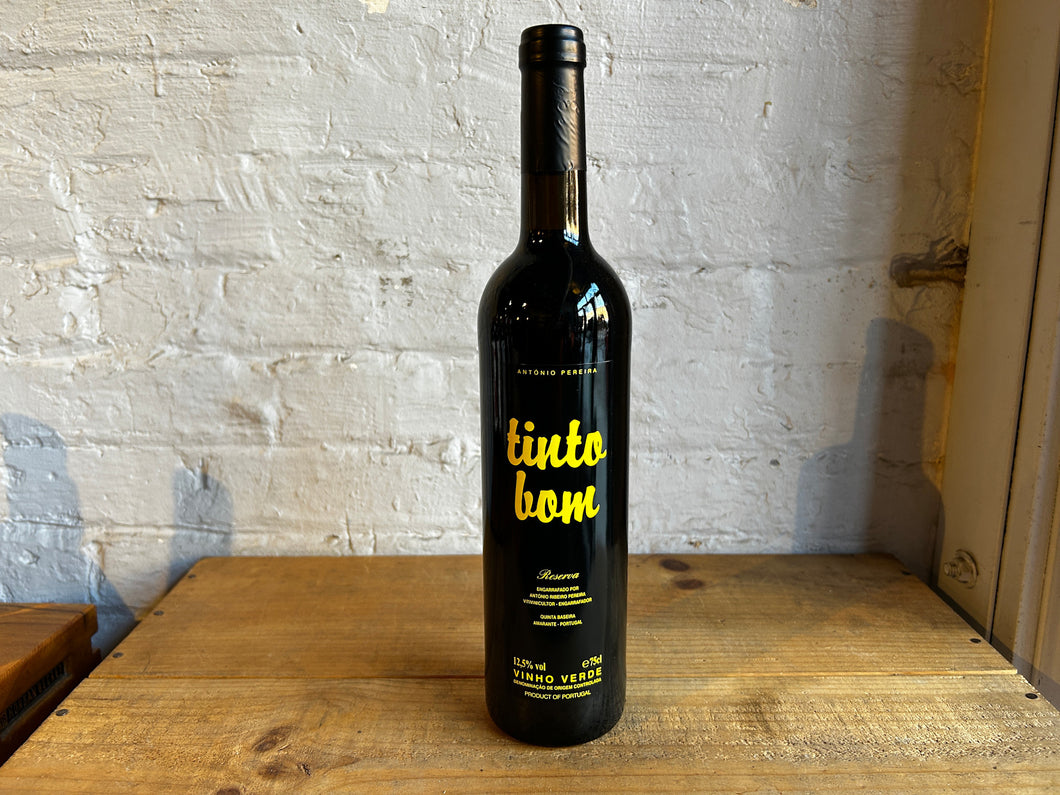 ANTÓNIO PEREIRA
tinto
bom
Reserva
ENGARRAFADO POR
ANTÓNIO RIBEIRO PEREIRA
VITIVINICULTOR - ENGARRAFADOR
QUINTA BASEIRA
AMARANTE - PORTUGAL
12,5% vol ℮75cl
VINHO VERDE
DENOMINAÇÃO DE ORIGEM CONTROLADA
PRODUCT OF PORTUGAL